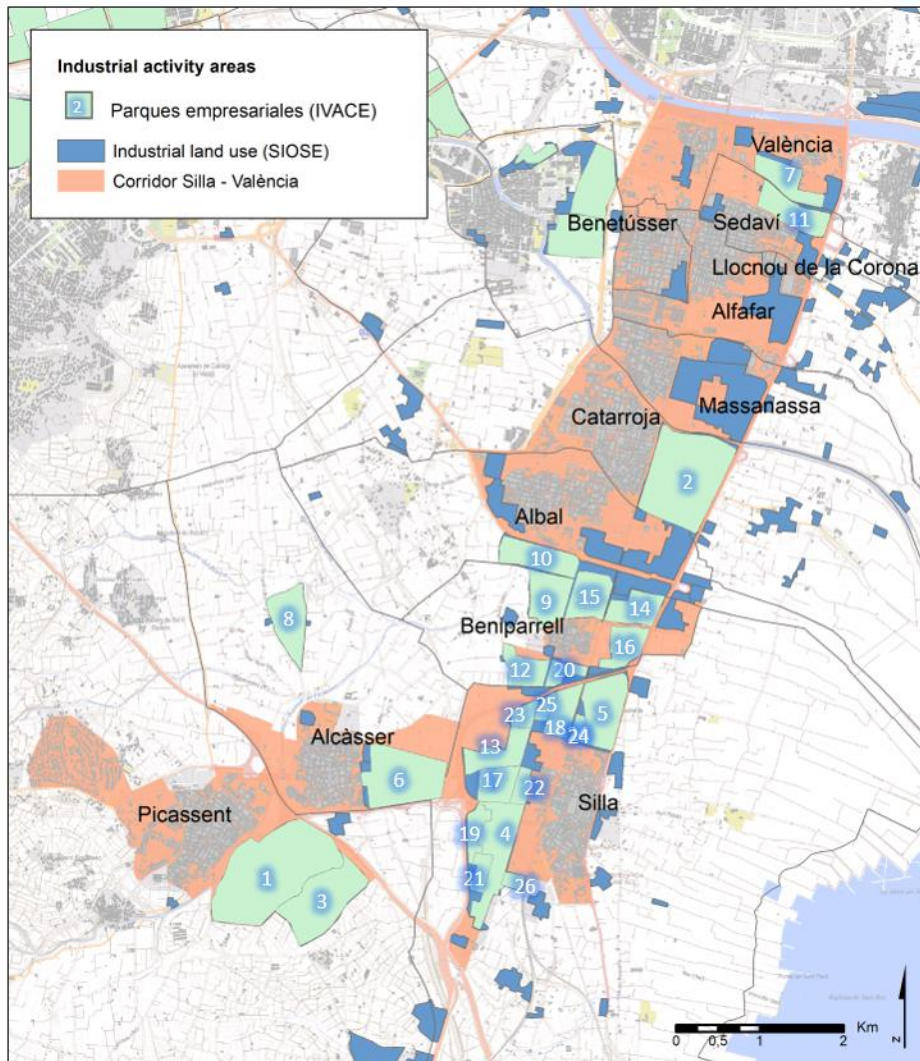 Industrial activity areas
2 Parques empresariales (IVACE)
Industrial land use (SIOSE)
Corridor Silla - València
València
7
Benetússer
Sedaví
11
Llocnou de la Corona
Alfafar
Massanassa
Catarroja
2
Albal
10
9
15
14
8
Beniparrell
16
12
20
25
5
23
18
24
Alcàsser
13
6
17
22
Silla
Picassent
19
4
1
21
26
3
Km
0 0,5 1 2
N